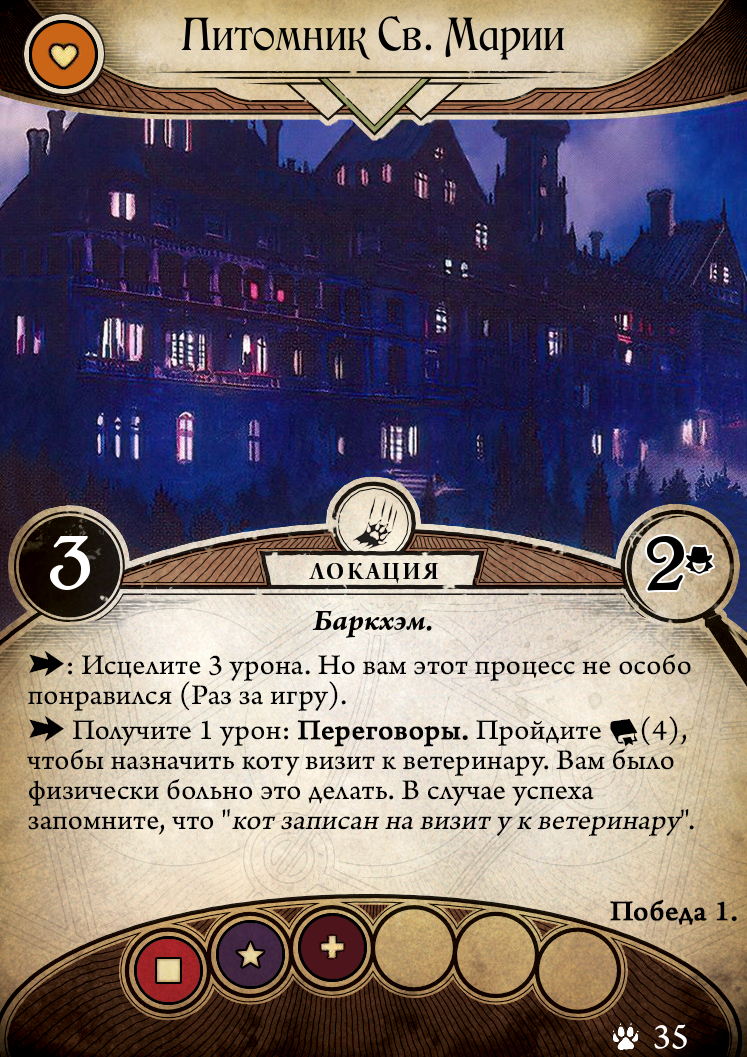 Питомник Св. Марии
3
ЛОКАЦИЯ
2
Баркхэм.
: Исцелите 3 урона. Но вам этот процесс не особо
понравился (Раз за игру).
Получите 1 урон: Переговоры. Пройдите (4),
чтобы назначить коту визит к ветеринару. Вам было
физически больно это делать. В случае успеха
запомните, что "кот записан на визит у к ветеринару".
Победа 1.
35